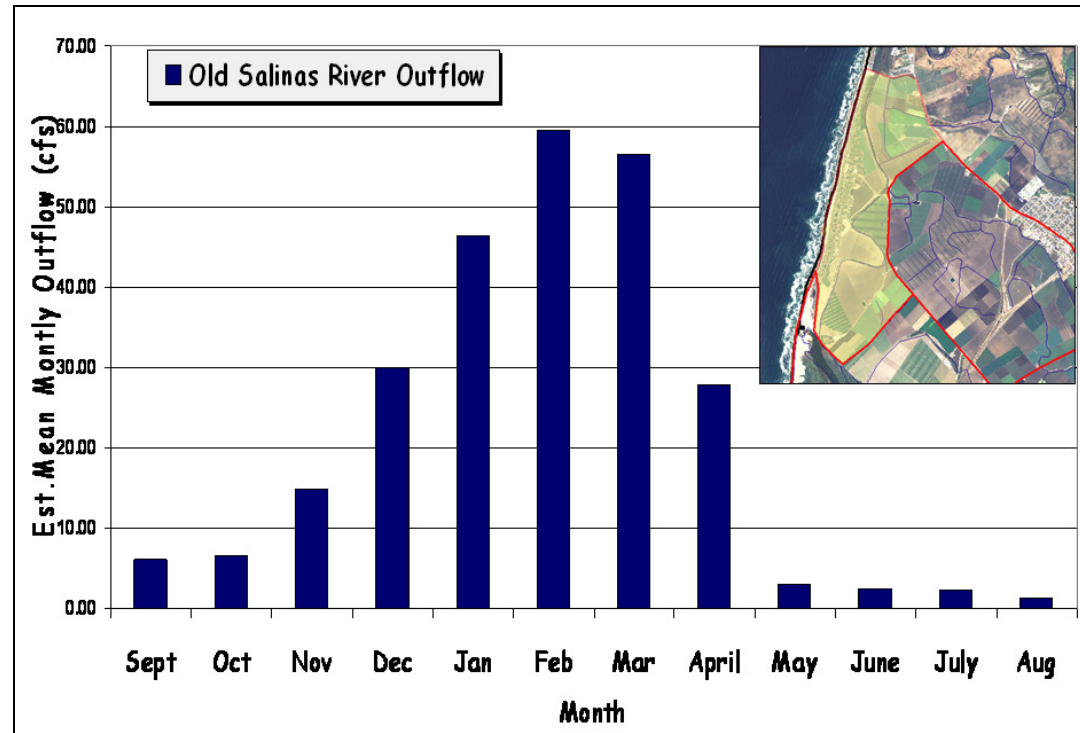 Old Salinas River Outflow
Est.Mean Montly Outflow (cfs)
70.00
60.00
50.00
40.00
30.00
20.00
10.00
0.00
Sept Oct Nov Dec Jan Feb Mar April May June July Aug
Month